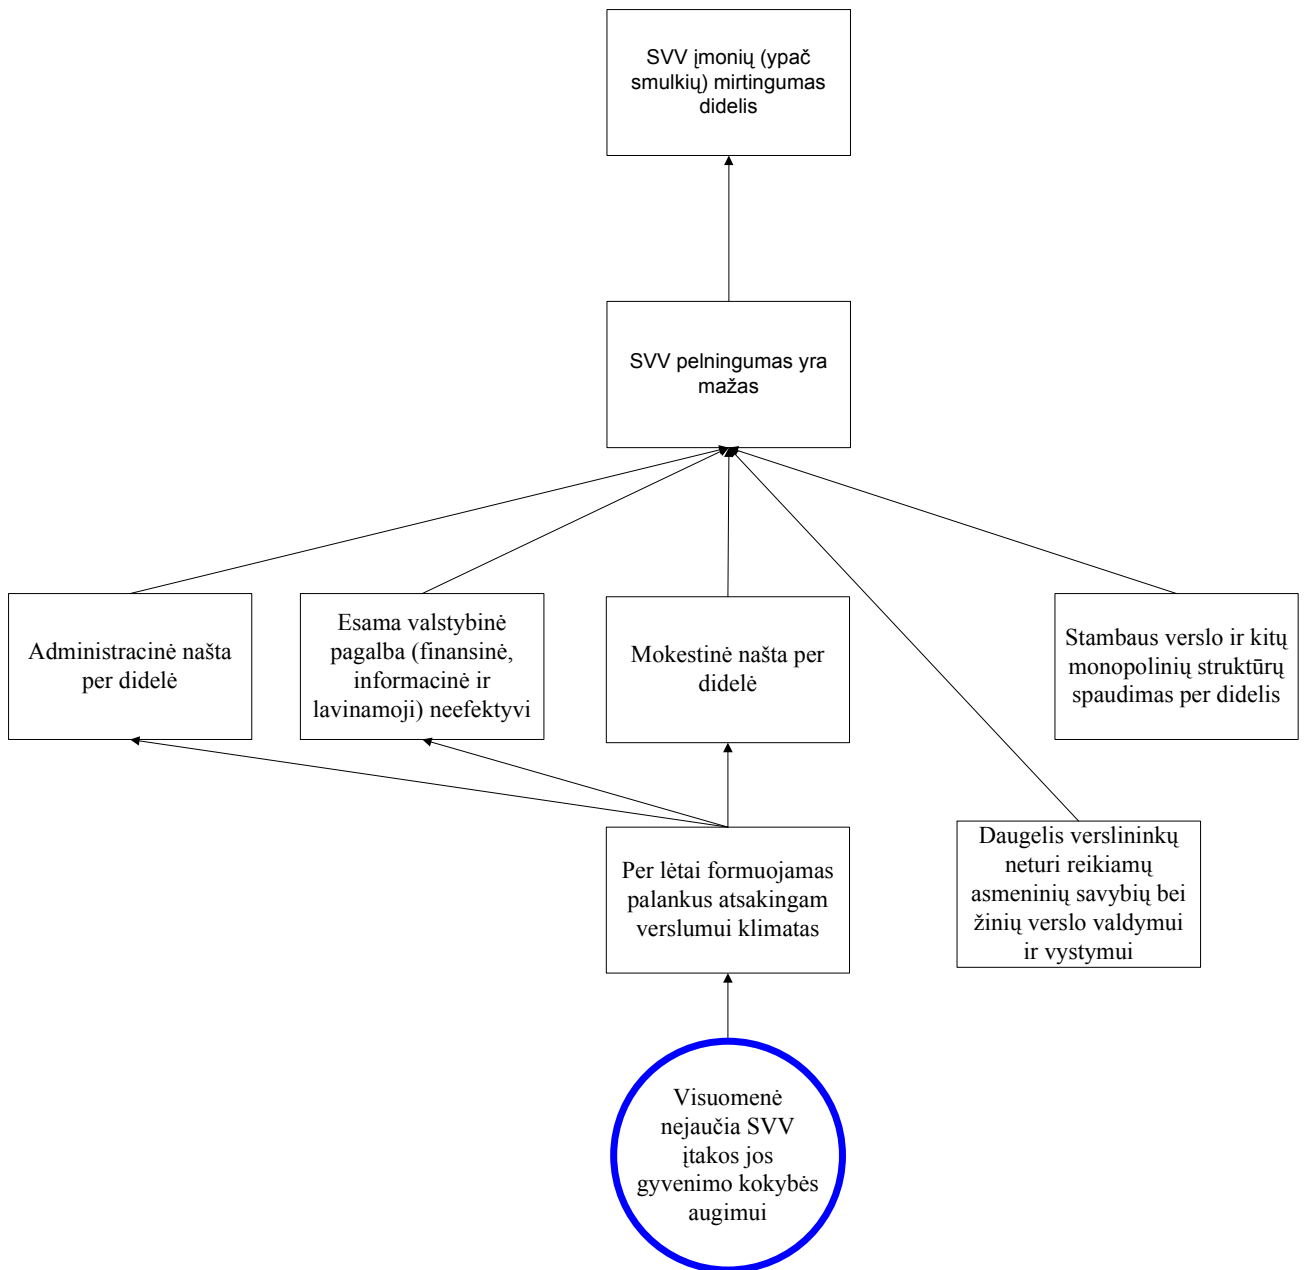 SVV įmonių (ypač
smulkių) mirtingumas
didelis
SVV pelningumas yra
mažas
Administracinė našta
per didelė
Esama valstybinė
pagalba (finansinė,
informacinė ir
lavinamoji) neefektyvi
Mokestinė našta per
didelė
Stambaus verslo ir kitų
monopolinių struktūrų
spaudimas per didelis
Per lėtai formuojamas
palankus atsakingam
verslumui klimatas
Daugelis verslininkų
neturi reikiamų
asmeninių savybių bei
žinių verslo valdymui
ir vystymui
Visuomenė
nejaučia SVV
įtakos jos
gyvenimo kokybės
augimui